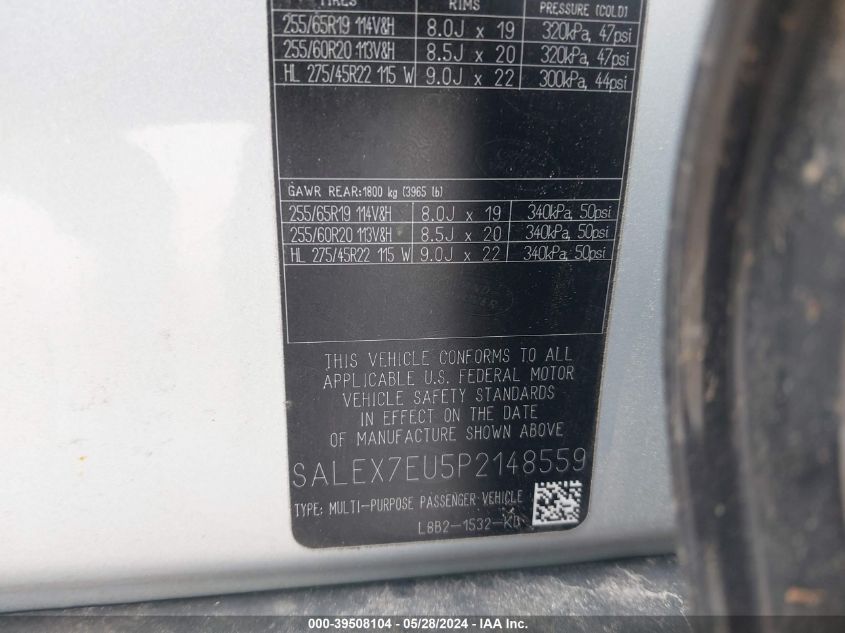 TIRES RIMS PRESSURE (COLD)
255/65R19 114V&H 8.0J x 19 320kPa, 47psi
255/60R20 113V&H 8.5J x 20 320kPa, 47psi
HL 275/45R22 115 W 9.0J x 22 300kPa, 44psi
GAWR REAR:1800 kg (3965 lb)
255/65R19 114V&H 8.0J x 19 340kPa, 50psi
255/60R20 113V&H 8.5J x 20 340kPa, 50psi
HL 275/45R22 115 W 9.0J x 22 340kPa, 50psi
THIS VEHICLE CONFORMS TO ALL
APPLICABLE U.S. FEDERAL MOTOR
VEHICLE SAFETY STANDARDS
IN EFFECT ON THE DATE
OF MANUFACTURE SHOWN ABOVE
SALEX7EU5P2148559
TYPE: MULTI-PURPOSE PASSENGER VEHICLE
L8B2-1532-KD
000-39508104 / 05/28/2024 - IAAI.com